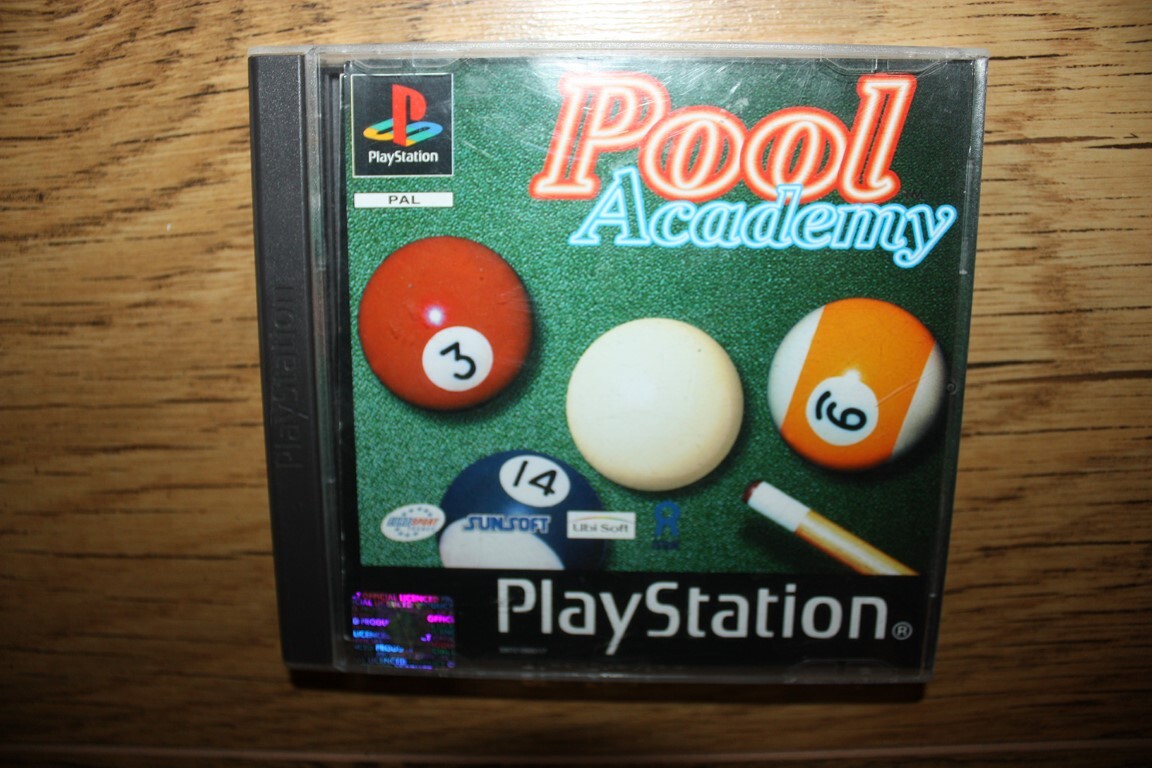 PlayStation
PAL
Pool
Academy
PlayStation
3
9
14
SUNSOFT
Ubi Soft
PlayStation®